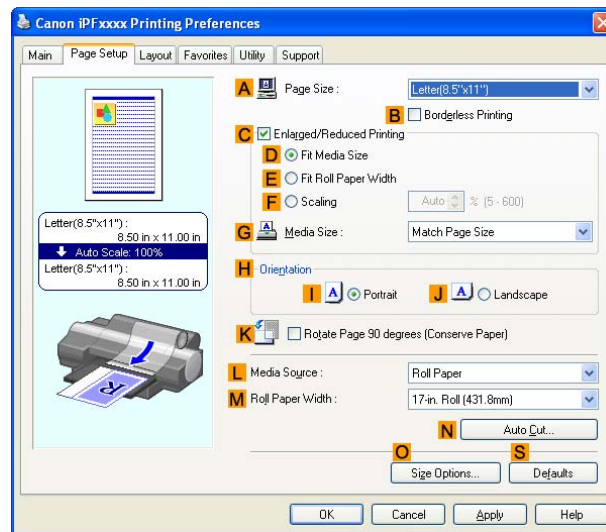 Canon iPFxxxx Printing Preferences
Main Page Setup Layout Favorites Utility Support
A Page Size : Letter(8.5"x11")
B Borderless Printing
C Enlarged/Reduced Printing
D Fit Media Size
E Fit Roll Paper Width
F Scaling Auto % (5 - 600)
G Media Size : Match Page Size
H Orientation
I A Portrait J A Landscape
K Rotate Page 90 degrees (Conserve Paper)
L Media Source : Roll Paper
M Roll Paper Width : 17-in. Roll (431.8mm)
N Auto Cut...
O S
Size Options... Defaults
Letter(8.5"x11") :
8.50 in x 11.00 in
Auto Scale: 100%
Letter(8.5"x11") :
8.50 in x 11.00 in
R
OK Cancel Apply Help